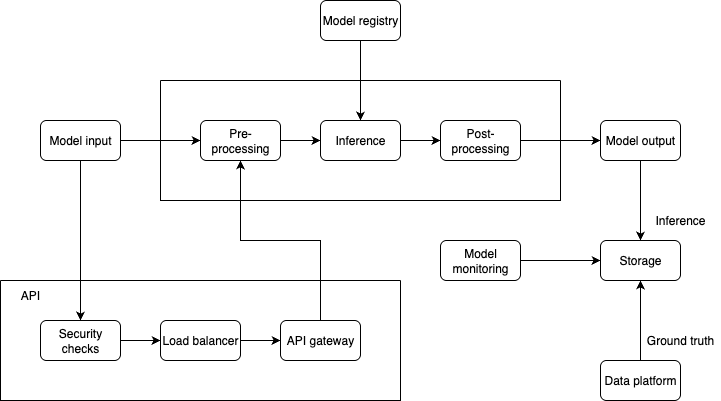 Model registry
Model input
Pre-
processing
Inference
Post-
processing
Model output
Inference
Model
monitoring
Storage
API
Security
checks
Load balancer
API gateway
Ground truth
Data platform